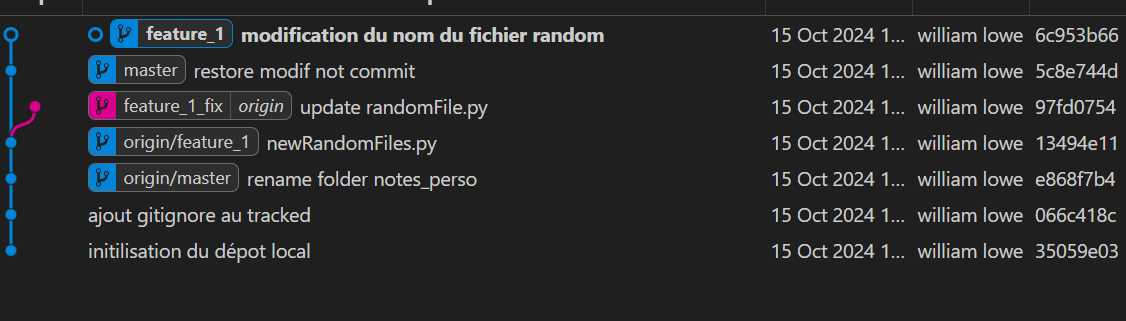 feature_1 modification du nom du fichier random 15 Oct 2024 1... william lowe 6c953b66
master restore modif not commit 15 Oct 2024 1... william lowe 5c8e744d
feature_1_fix origin update randomFile.py 15 Oct 2024 1... william lowe 97fd0754
origin/feature_1 newRandomFiles.py 15 Oct 2024 1... william lowe 13494e11
origin/master rename folder notes_perso 15 Oct 2024 1... william lowe e868f7b4
ajout gitignore au tracked 15 Oct 2024 1... william lowe 066c418c
initilisation du dépot local 15 Oct 2024 1... william lowe 35059e03